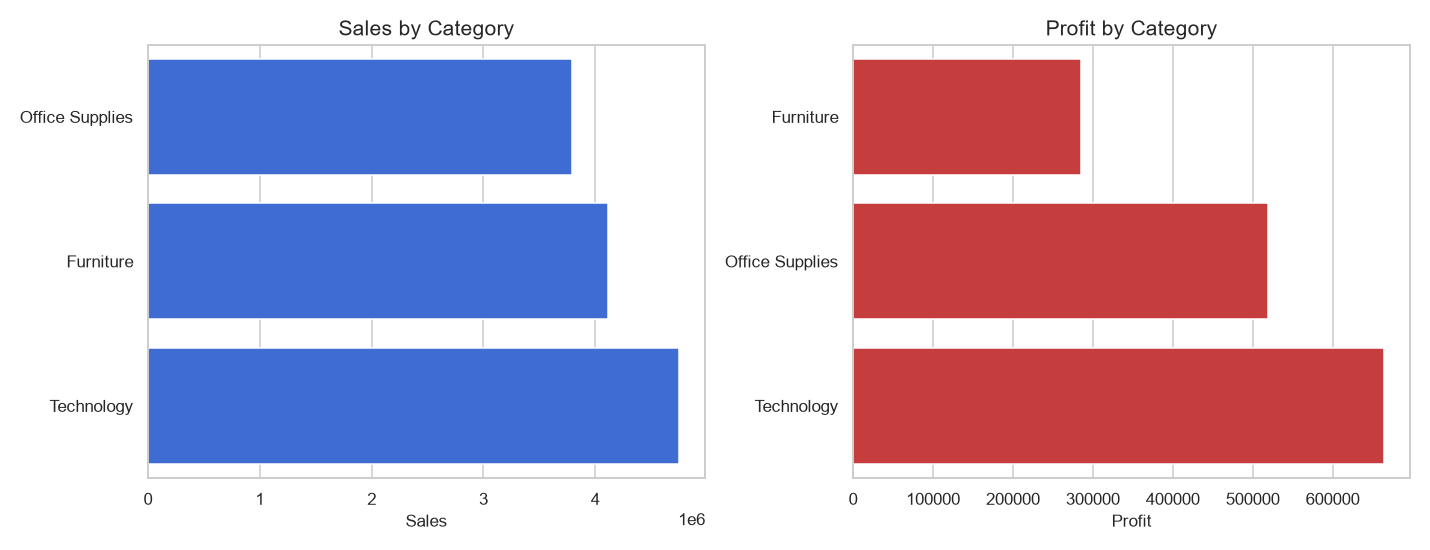 Sales by Category
Office Supplies
Furniture
Technology
0 1 2 3 4
1e6
Sales
Profit by Category
Furniture
Office Supplies
Technology
0 100000 200000 300000 400000 500000 600000
Profit